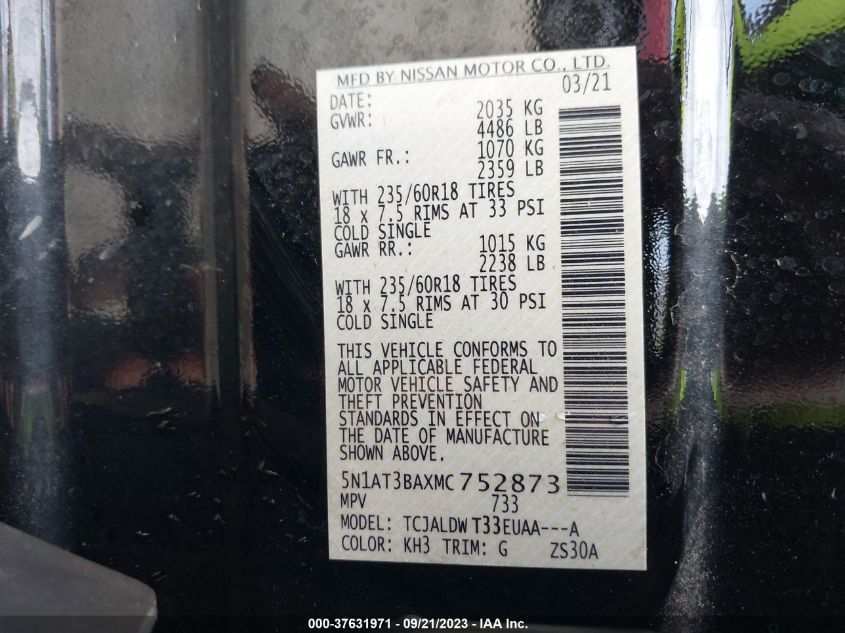 MFD BY NISSAN MOTOR CO., LTD.
DATE: 03/21
GVWR: 2035 KG
4486 LB
GAWR FR.: 1070 KG
2359 LB
WITH 235/60R18 TIRES
18 x 7.5 RIMS AT 33 PSI
COLD SINGLE
GAWR RR.: 1015 KG
2238 LB
WITH 235/60R18 TIRES
18 x 7.5 RIMS AT 30 PSI
COLD SINGLE
THIS VEHICLE CONFORMS TO
ALL APPLICABLE FEDERAL
MOTOR VEHICLE SAFETY AND
THEFT PREVENTION
STANDARDS IN EFFECT ON
THE DATE OF MANUFACTURE
SHOWN ABOVE.
5N1AT3BAXMC752873
MPV 733
MODEL: TCJALDWT33EUAA---A
COLOR: KH3 TRIM: G ZS30A
000-37631971 - 09/21/2023 - IAA Inc.